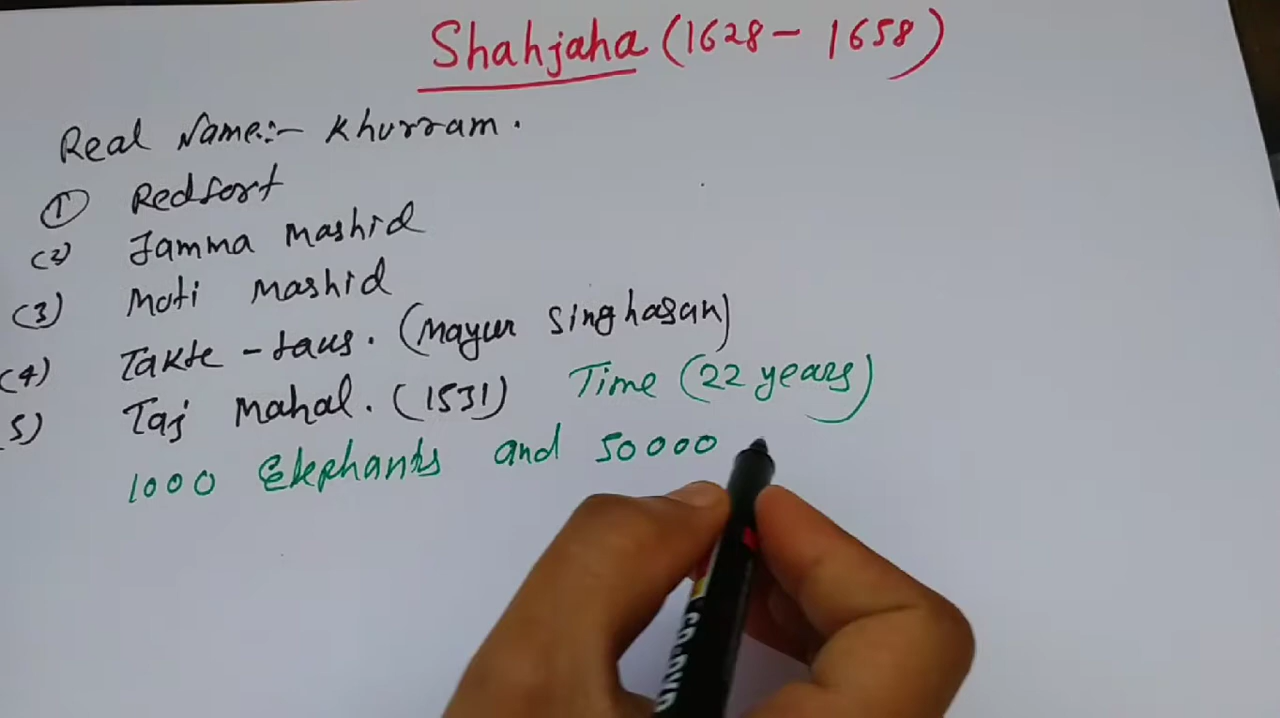 Shahjaha (1628 - 1658)
Real Name:- Khurram.
① Redfort
(2) Jamma mashid
(3) Moti mashid
(4) Takte-taus. (Mayur singhasan)
5) Taj mahal. (1531) Time (22 years)
1000 Elephants and 50000